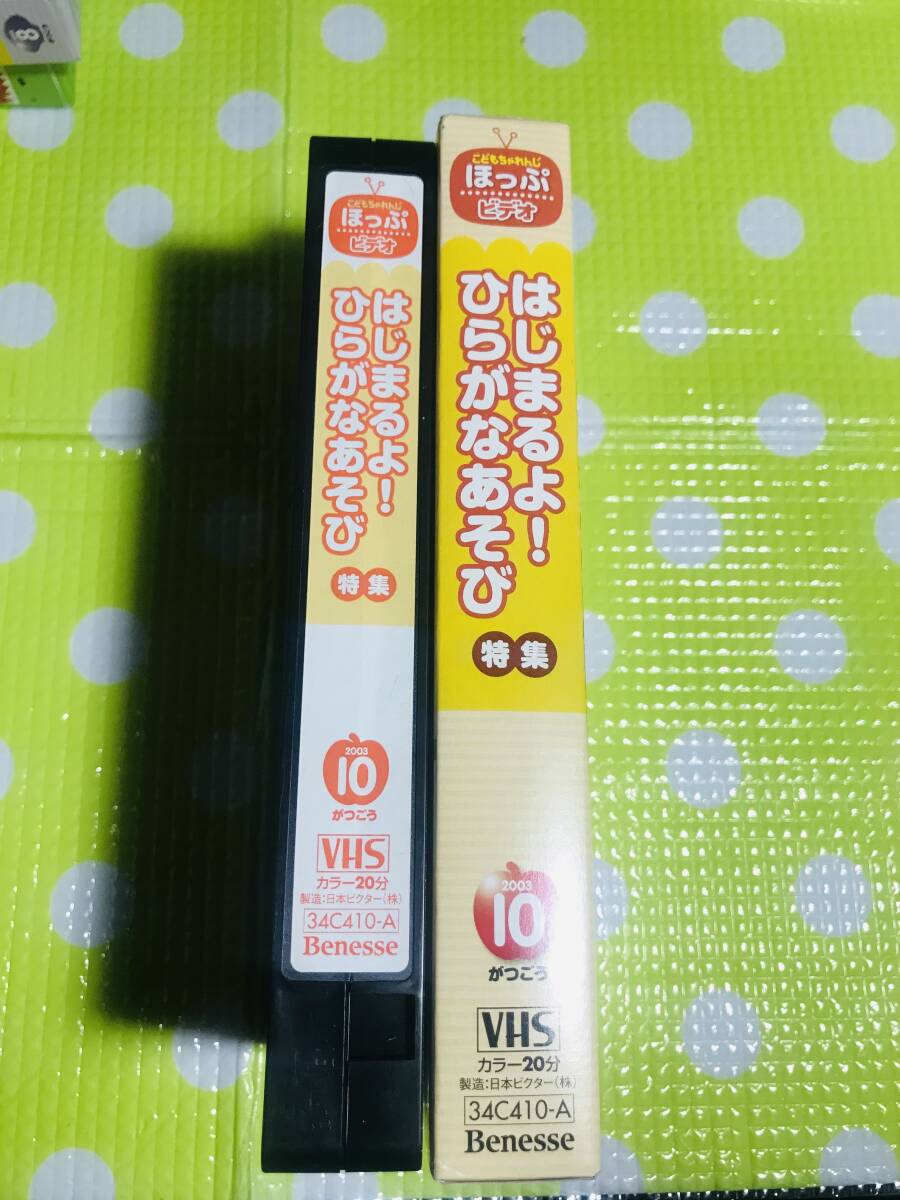 こどもちゃれんじ
ほっぷ
ビデオ
はじまるよ!
ひらがなあそび
特集
2003
10
がつごう
VHS
カラー20分
製造:日本ビクター(株)
34C410-A
Benesse
こどもちゃれんじ
ほっぷ
ビデオ
はじまるよ!
ひらがなあそび
特集
2003
10
がつごう
VHS
カラー20分
製造:日本ビクター(株)
34C410-A
Benesse